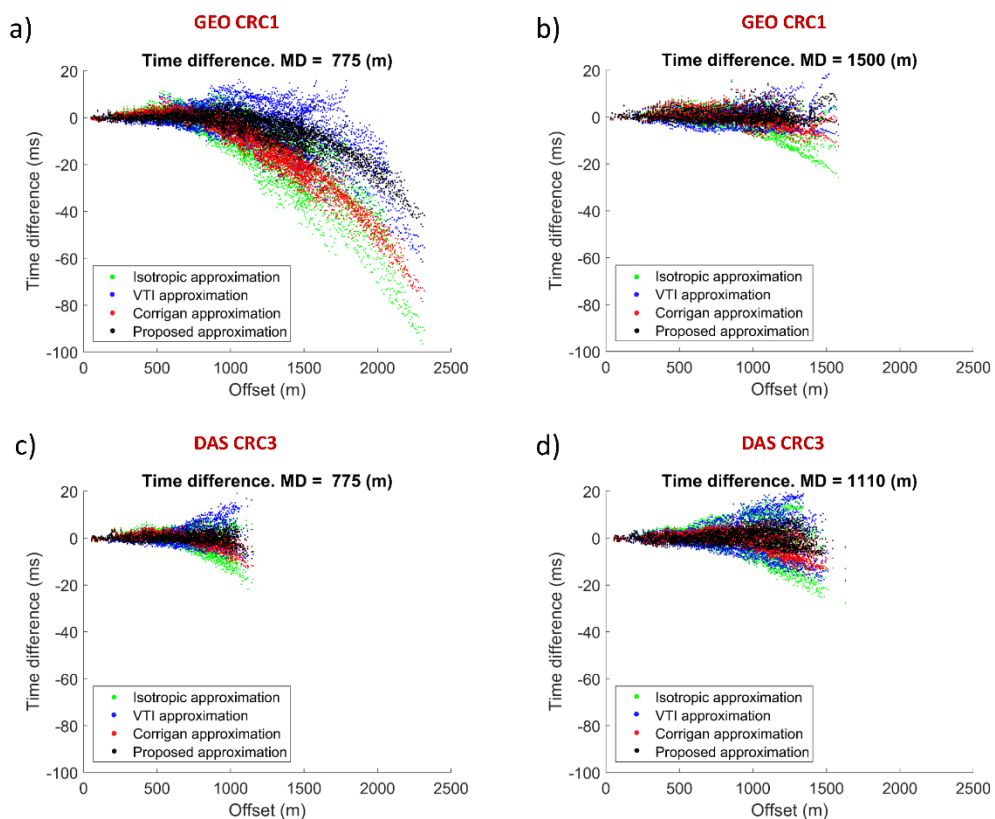 a)
GEO CRC1
Time difference. MD =  775 (m)
Time difference (ms)
20
0
-20
-40
-60
-80
-100
Isotropic approximation
VTI approximation
Corrigan approximation
Proposed approximation
0
500
1000
1500
2000
2500
Offset (m)
b)
GEO CRC1
Time difference. MD = 1500 (m)
Time difference (ms)
20
0
-20
-40
-60
-80
-100
Isotropic approximation
VTI approximation
Corrigan approximation
Proposed approximation
0
500
1000
1500
2000
2500
Offset (m)
c)
DAS CRC3
Time difference. MD =  775 (m)
Time difference (ms)
20
0
-20
-40
-60
-80
-100
Isotropic approximation
VTI approximation
Corrigan approximation
Proposed approximation
0
500
1000
1500
2000
2500
Offset (m)
d)
DAS CRC3
Time difference. MD = 1110 (m)
Time difference (ms)
20
0
-20
-40
-60
-80
-100
Isotropic approximation
VTI approximation
Corrigan approximation
Proposed approximation
0
500
1000
1500
2000
2500
Offset (m)